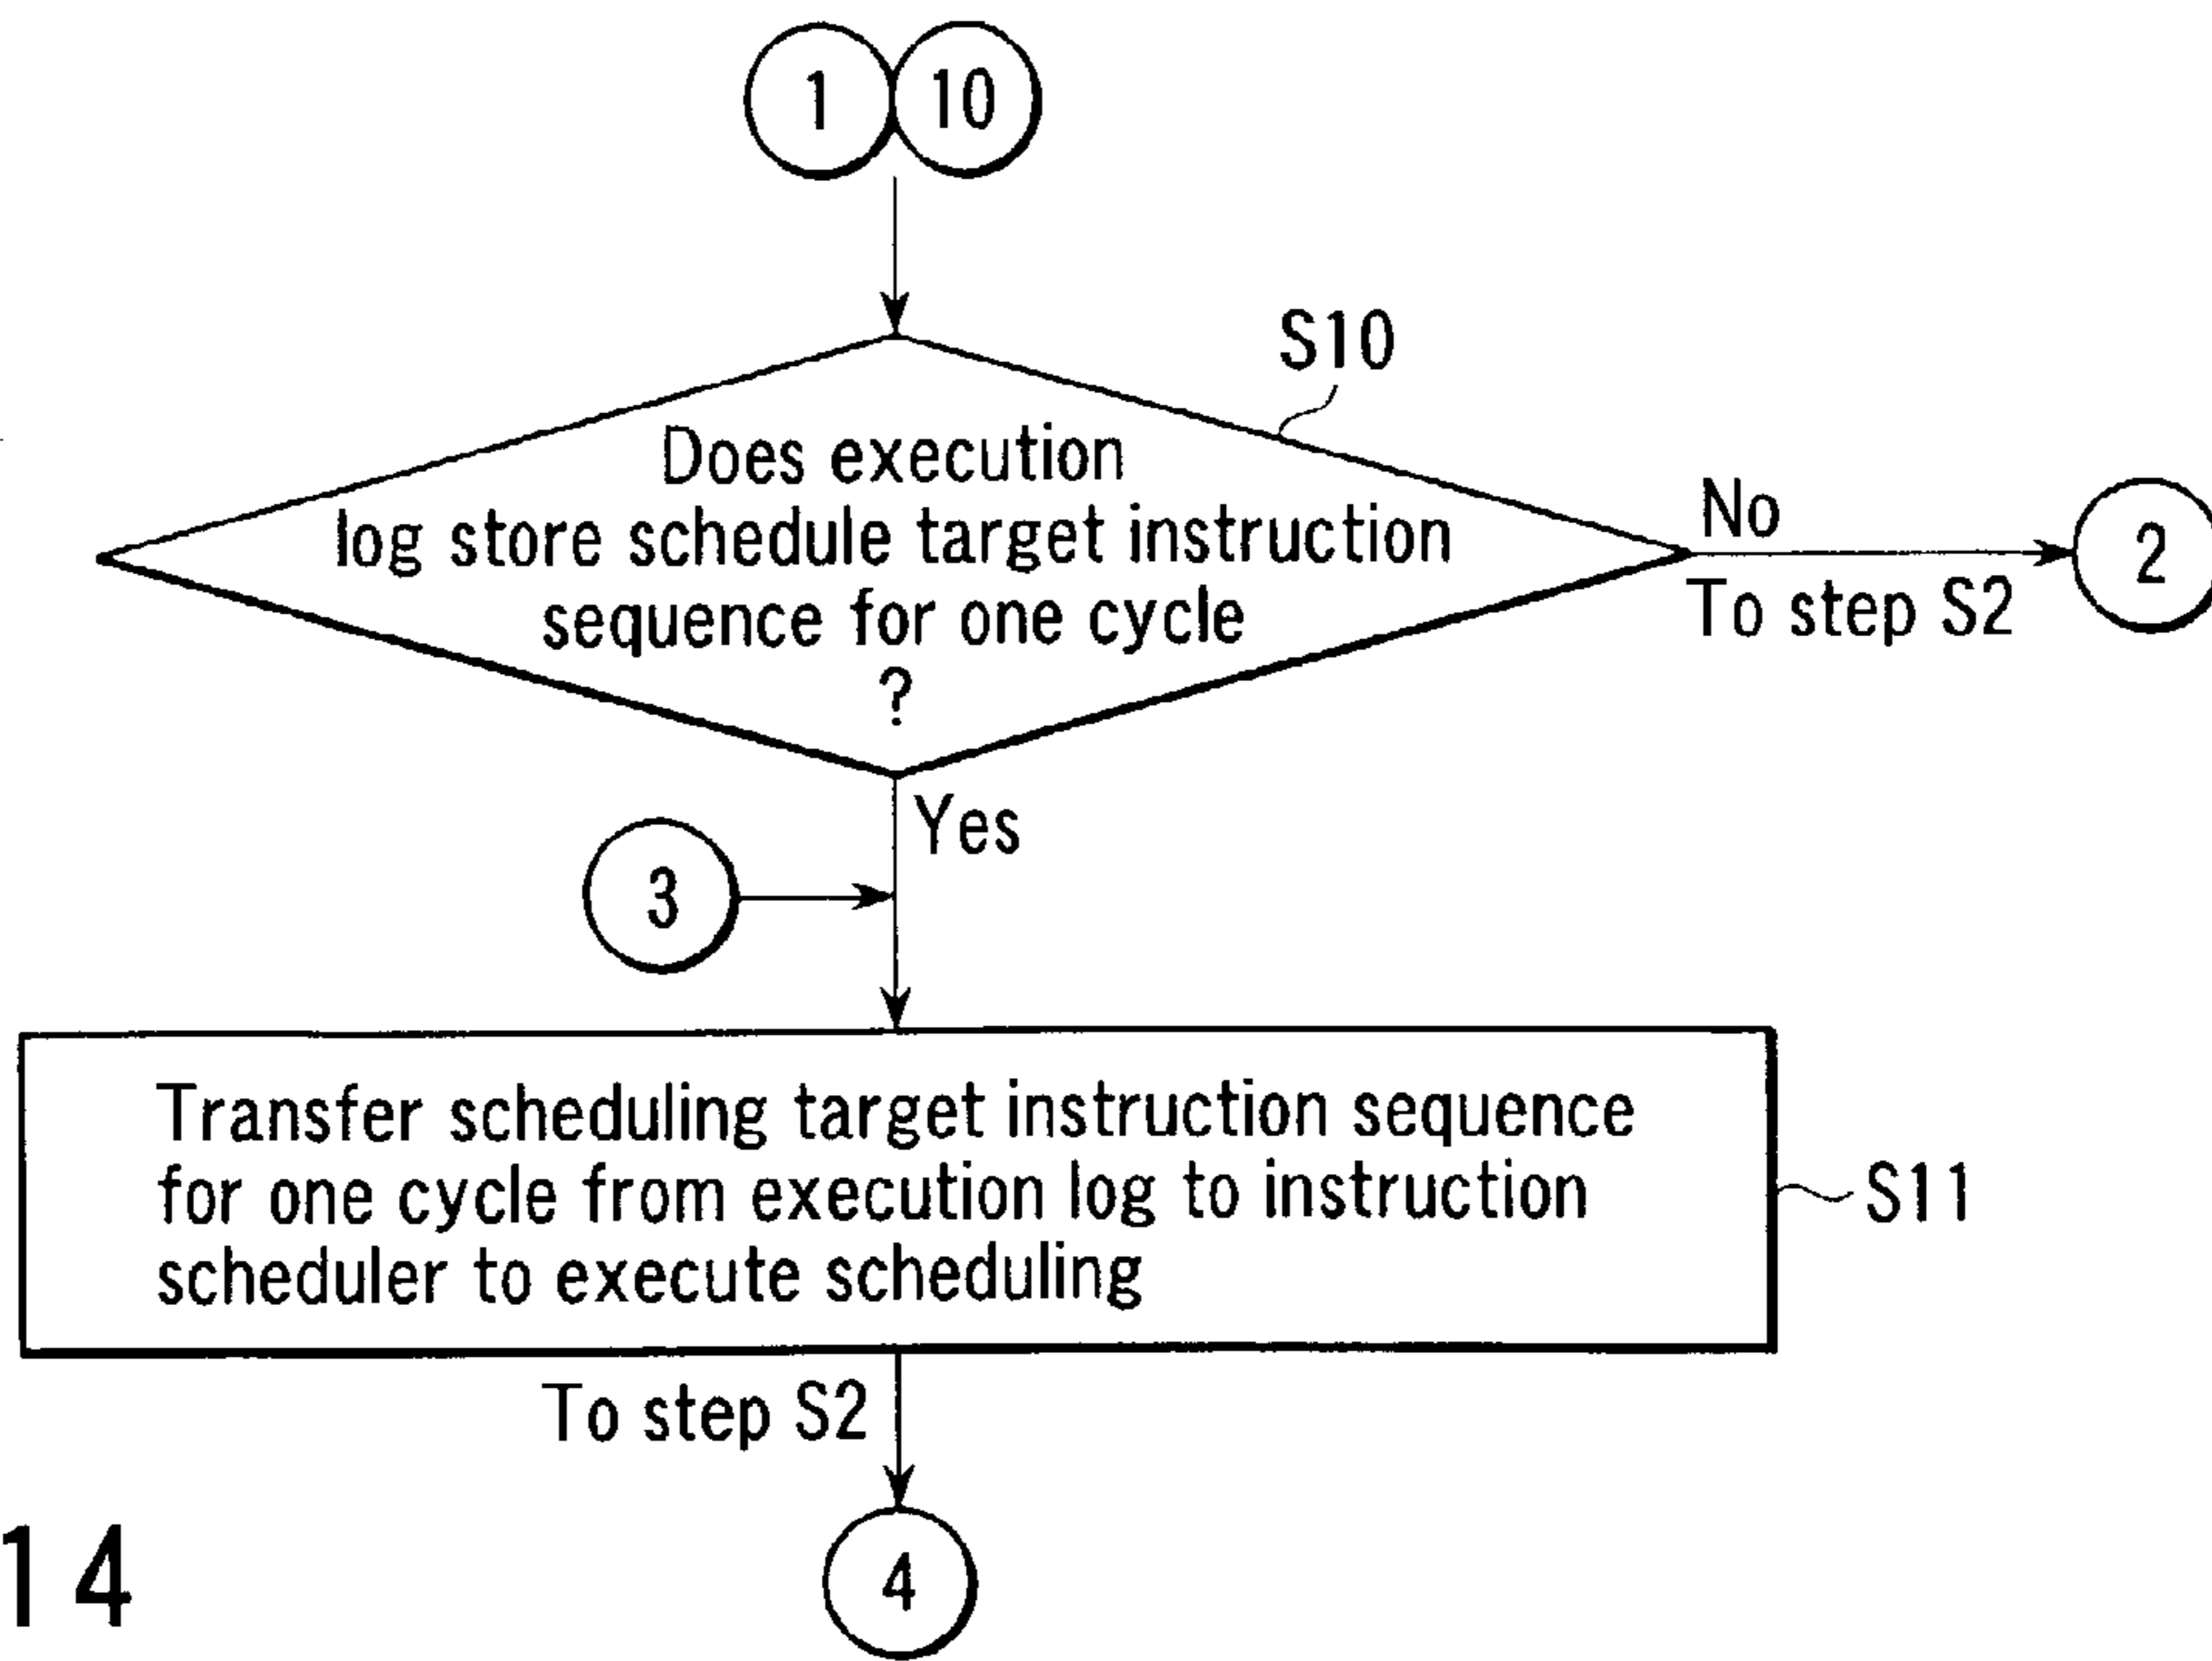 1 10
S10
Does execution
log store schedule target instruction
sequence for one cycle
?
No
To step S2
2
Yes
3
Transfer scheduling target instruction sequence
for one cycle from execution log to instruction
scheduler to execute scheduling
S11
To step S2
4
14